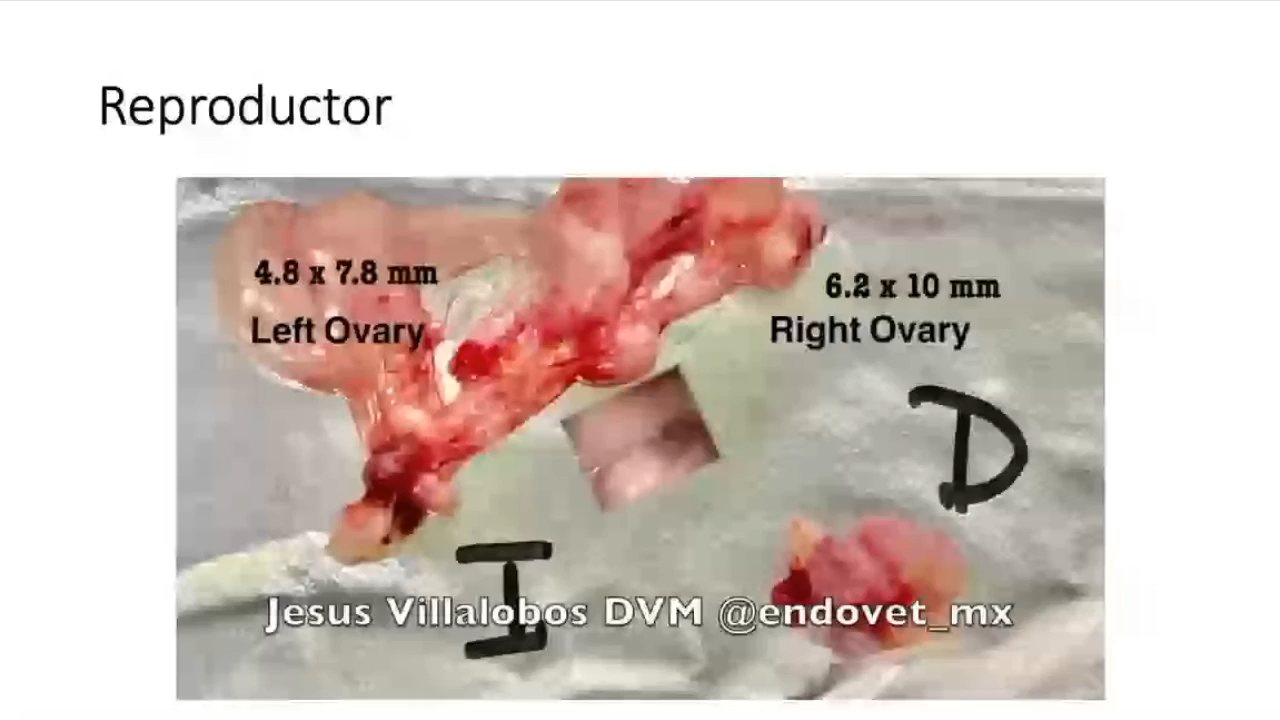 Reproductor
4.8 x 7.8 mm
Left Ovary
6.2 x 10 mm
Right Ovary
D
I
Jesus Villalobos DVM @endovet_mx